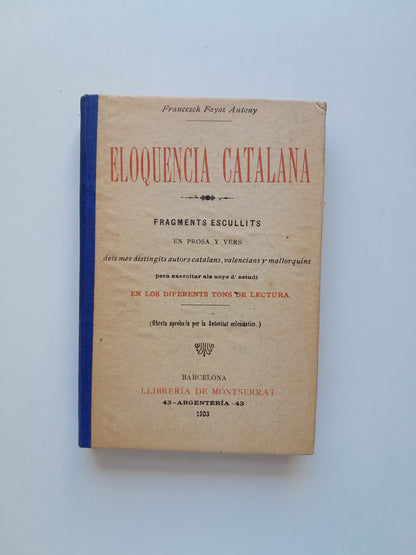 Francesch Fayos Antony
ELOQUENCIA CATALANA
FRAGMENTS ESCULLITS
EN PROSA Y VERS
dels mes distingits autors catalans, valencians y mallorquins
pera exercitar als noys d'estudi
EN LOS DIFERENTS TONS DE LECTURA
(Obreta aprobada per la Autoritat eclesiástica.)
BARCELONA
LLIBRERÍA DE MONTSERRAT
43-ARGENTERÍA-43
1903